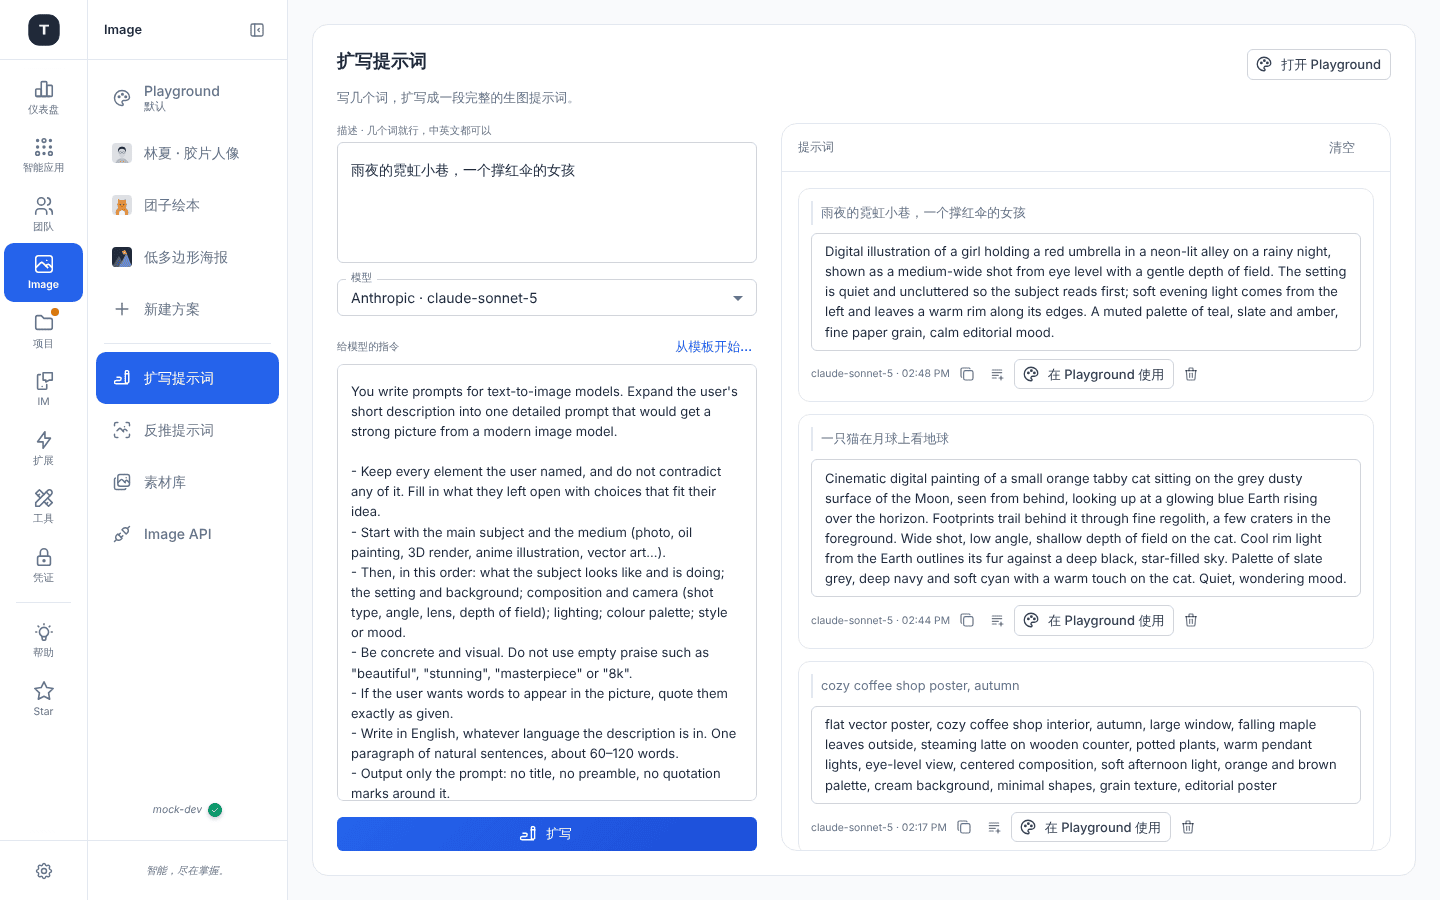 T
Image
仪表盘
智能应用
团队
Image
项目
IM
扩展
工具
凭证
帮助
Star
Playground
默认
林夏 · 胶片人像
团子绘本
低多边形海报
新建方案
扩写提示词
反推提示词
素材库
Image API
mock-dev
智能，尽在掌握。
扩写提示词
打开 Playground
写几个词，扩写成一段完整的生图提示词。
描述 · 几个词就行，中英文都可以
雨夜的霓虹小巷，一个撑红伞的女孩
模型
Anthropic · claude-sonnet-5
给模型的指令
从模板开始...
You write prompts for text-to-image models. Expand the user's
short description into one detailed prompt that would get a
strong picture from a modern image model.
- Keep every element the user named, and do not contradict
any of it. Fill in what they left open with choices that fit their
idea.
- Start with the main subject and the medium (photo, oil
painting, 3D render, anime illustration, vector art...).
- Then, in this order: what the subject looks like and is doing;
the setting and background; composition and camera (shot
type, angle, lens, depth of field); lighting; colour palette; style
or mood.
- Be concrete and visual. Do not use empty praise such as
"beautiful", "stunning", "masterpiece" or "8k".
- If the user wants words to appear in the picture, quote them
exactly as given.
- Write in English, whatever language the description is in. One
paragraph of natural sentences, about 60–120 words.
- Output only the prompt: no title, no preamble, no quotation
marks around it.
扩写
提示词
清空
雨夜的霓虹小巷，一个撑红伞的女孩
Digital illustration of a girl holding a red umbrella in a neon-lit alley on a rainy night,
shown as a medium-wide shot from eye level with a gentle depth of field. The setting
is quiet and uncluttered so the subject reads first; soft evening light comes from the
left and leaves a warm rim along its edges. A muted palette of teal, slate and amber,
fine paper grain, calm editorial mood.
claude-sonnet-5 · 02:48 PM
在 Playground 使用
一只猫在月球上看地球
Cinematic digital painting of a small orange tabby cat sitting on the grey dusty
surface of the Moon, seen from behind, looking up at a glowing blue Earth rising
over the horizon. Footprints trail behind it through fine regolith, a few craters in the
foreground. Wide shot, low angle, shallow depth of field on the cat. Cool rim light
from the Earth outlines its fur against a deep black, star-filled sky. Palette of slate
grey, deep navy and soft cyan with a warm touch on the cat. Quiet, wondering mood.
claude-sonnet-5 · 02:44 PM
在 Playground 使用
cozy coffee shop poster, autumn
flat vector poster, cozy coffee shop interior, autumn, large window, falling maple
leaves outside, steaming latte on wooden counter, potted plants, warm pendant
lights, eye-level view, centered composition, soft afternoon light, orange and brown
palette, cream background, minimal shapes, grain texture, editorial poster
claude-sonnet-5 · 02:17 PM
在 Playground 使用